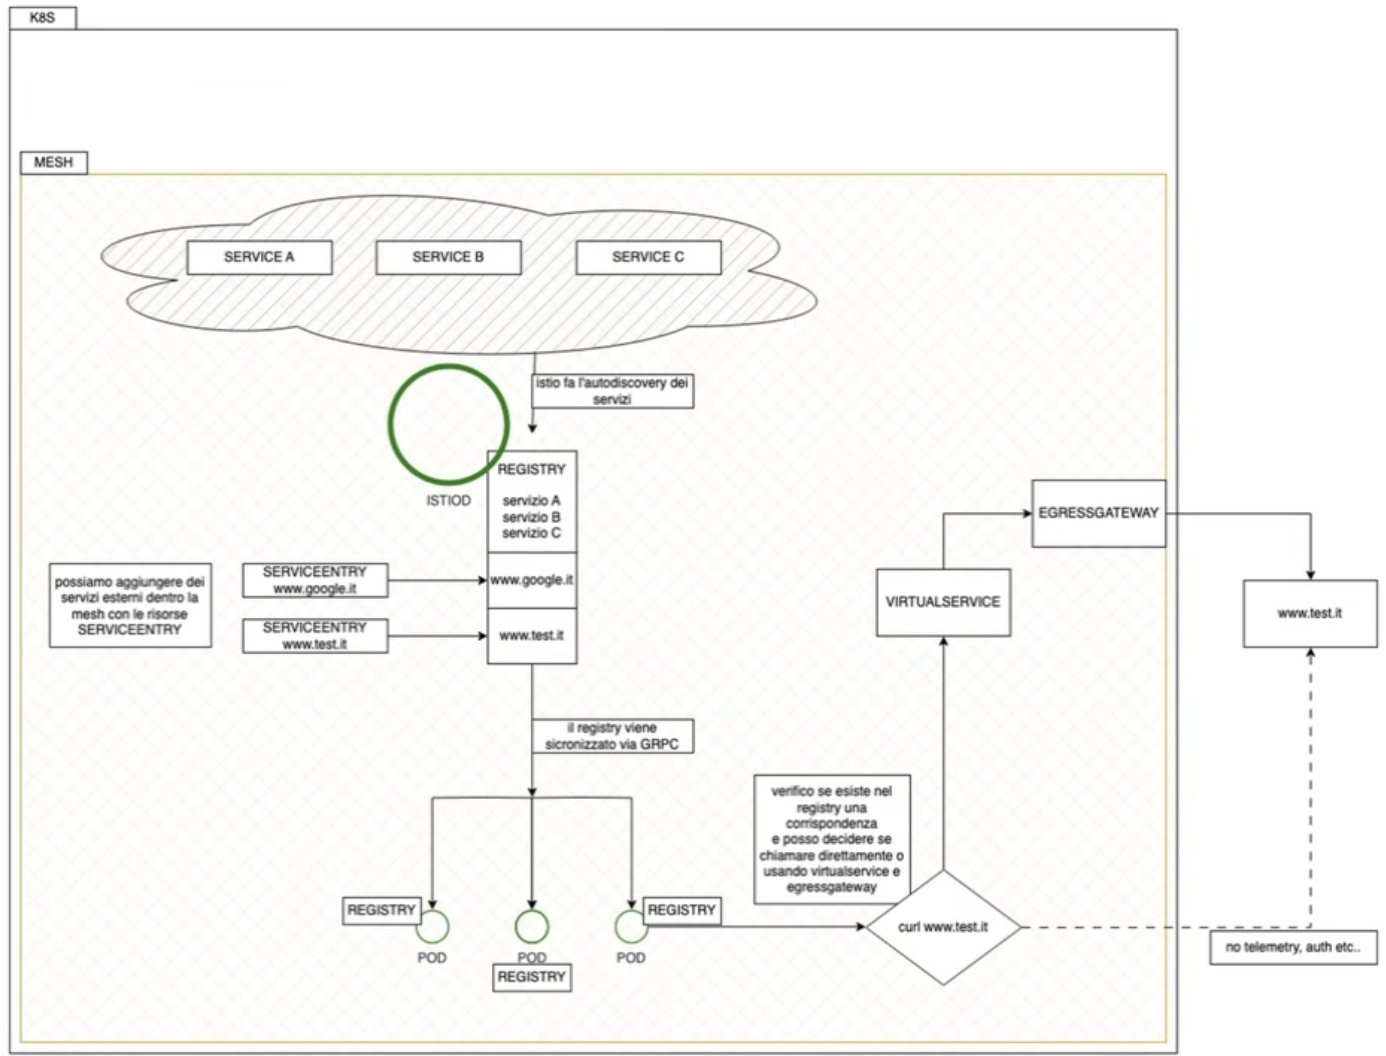 K8S
MESH
SERVICE A
SERVICE B
SERVICE C
istio fa l'autodiscovery dei
servizi
ISTIOD
REGISTRY
servizio A
servizio B
servizio C
www.google.it
www.test.it
possiamo aggiungere dei
servizi esterni dentro la
mesh con le risorse
SERVICEENTRY
SERVICEENTRY
www.google.it
SERVICEENTRY
www.test.it
il registry viene
sicronizzato via GRPC
REGISTRY
POD
POD
REGISTRY
REGISTRY
POD
verifico se esiste nel
registry una
corrispondenza
e posso decidere se
chiamare direttamente o
usando virtualservice e
egressgateway
curl www.test.it
VIRTUALSERVICE
EGRESSGATEWAY
www.test.it
no telemetry, auth etc..